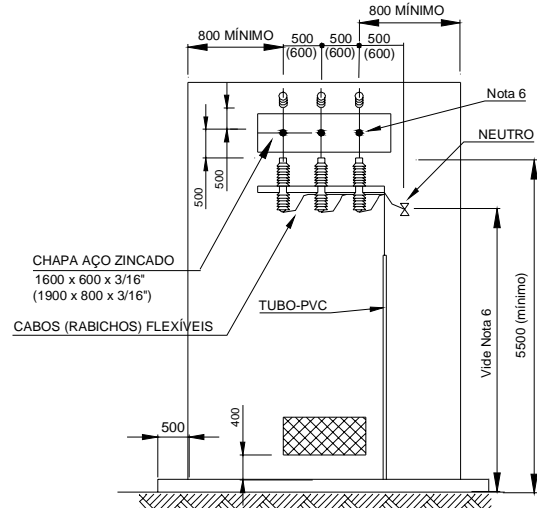 800 MÍNIMO
800 MÍNIMO
500 500 500
(600) (600) (600)
Nota 6
NEUTRO
500
500
CHAPA AÇO ZINCADO
1600 x 600 x 3/16"
(1900 x 800 x 3/16")
CABOS (RABICHOS) FLEXÍVEIS
TUBO-PVC
Vide Nota 6
5500 (mínimo)
500
400